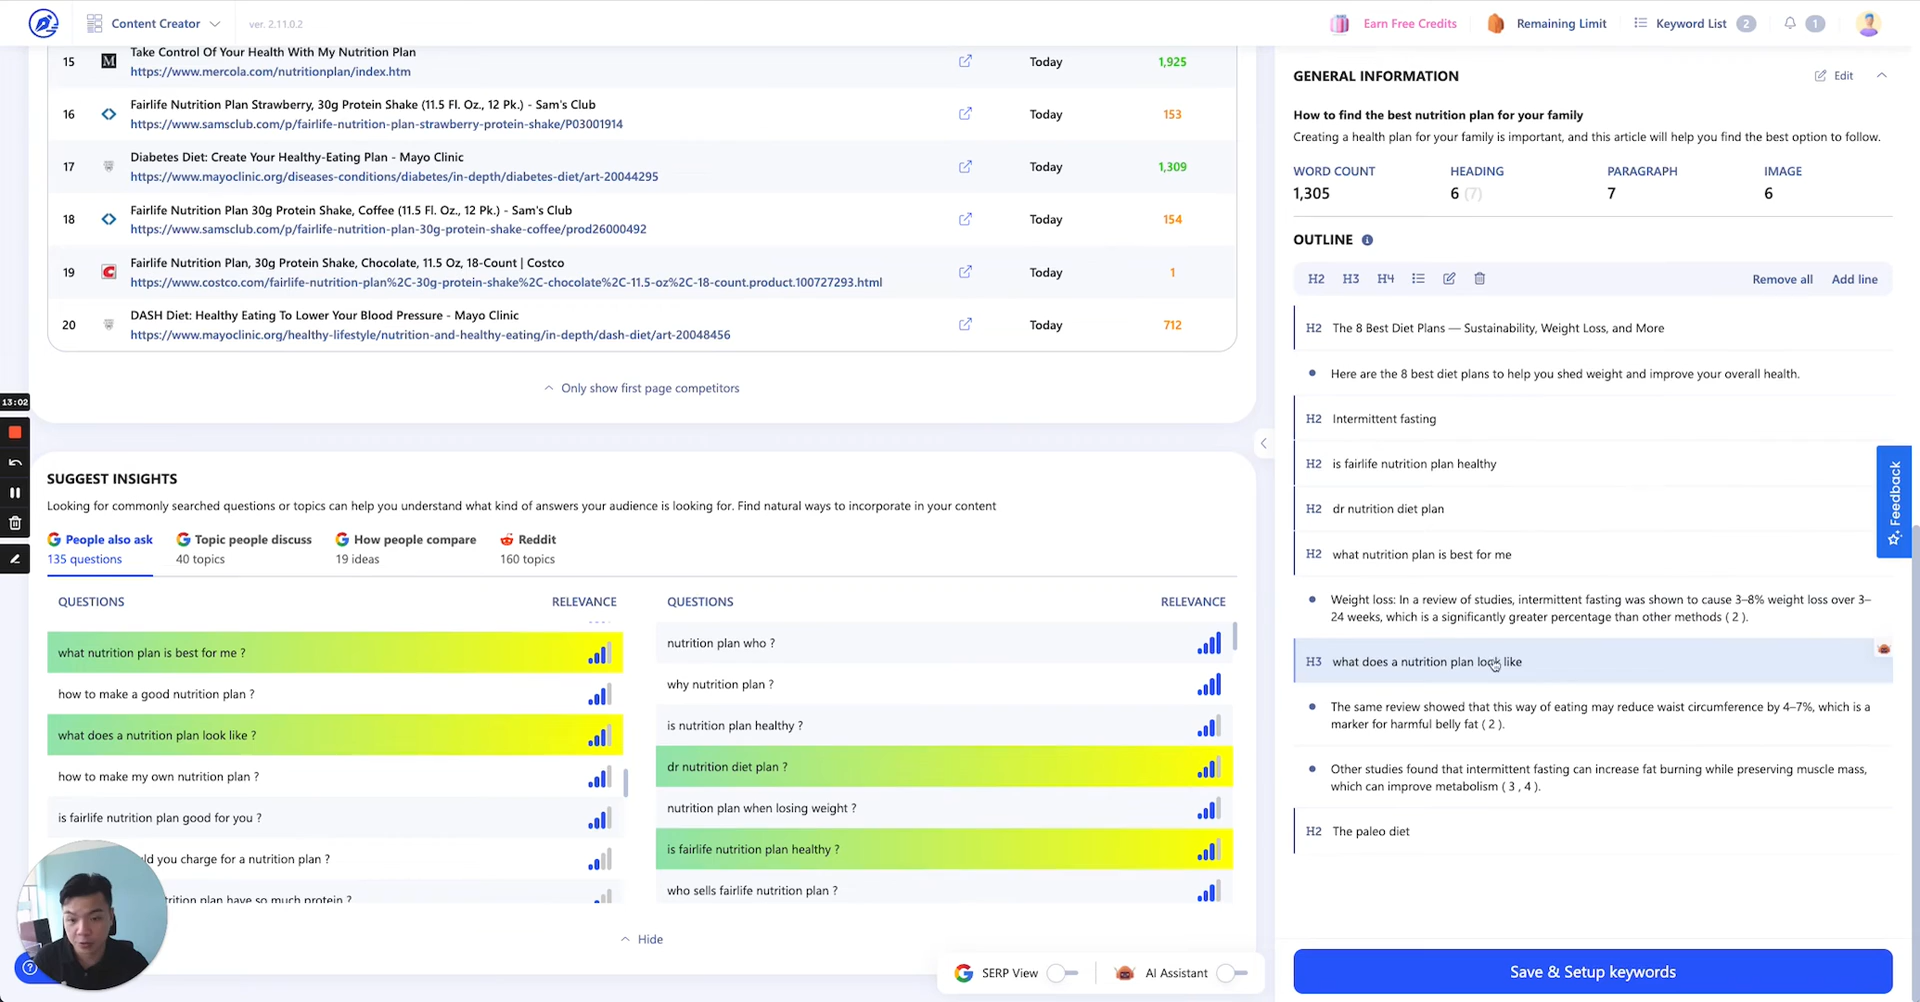 Content Creator
ver. 2.11.0.2
Earn Free Credits
Remaining Limit
Keyword List 2
1
15
Take Control Of Your Health With My Nutrition Plan
https://www.mercola.com/nutritionplan/index.htm
Today
1,925
16
Fairlife Nutrition Plan Strawberry, 30g Protein Shake (11.5 Fl. Oz., 12 Pk.) - Sam's Club
https://www.samsclub.com/p/fairlife-nutrition-plan-strawberry-protein-shake/P03001914
Today
153
17
Diabetes Diet: Create Your Healthy-Eating Plan - Mayo Clinic
https://www.mayoclinic.org/diseases-conditions/diabetes/in-depth/diabetes-diet/art-20044295
Today
1,309
18
Fairlife Nutrition Plan 30g Protein Shake, Coffee (11.5 Fl. Oz., 12 Pk.) - Sam's Club
https://www.samsclub.com/p/fairlife-nutrition-plan-30g-protein-shake-coffee/prod26000492
Today
154
19
Fairlife Nutrition Plan, 30g Protein Shake, Chocolate, 11.5 Oz, 18-Count | Costco
https://www.costco.com/fairlife-nutrition-plan%2C-30g-protein-shake%2C-chocolate%2C-11.5-oz%2C-18-count.product.100727293.html
Today
1
20
DASH Diet: Healthy Eating To Lower Your Blood Pressure - Mayo Clinic
https://www.mayoclinic.org/healthy-lifestyle/nutrition-and-healthy-eating/in-depth/dash-diet/art-20048456
Today
712
Only show first page competitors
13:02
SUGGEST INSIGHTS
Looking for commonly searched questions or topics can help you understand what kind of answers your audience is looking for. Find natural ways to incorporate in your content
People also ask
135 questions
Topic people discuss
40 topics
How people compare
19 ideas
Reddit
160 topics
QUESTIONS
RELEVANCE
what nutrition plan is best for me ?
how to make a good nutrition plan ?
what does a nutrition plan look like ?
how to make my own nutrition plan ?
is fairlife nutrition plan good for you ?
you charge for a nutrition plan ?
plan have so much protein ?
QUESTIONS
RELEVANCE
nutrition plan who ?
why nutrition plan ?
is nutrition plan healthy ?
dr nutrition diet plan ?
nutrition plan when losing weight ?
is fairlife nutrition plan healthy ?
who sells fairlife nutrition plan ?
Hide
SERP View
AI Assistant
GENERAL INFORMATION
Edit
How to find the best nutrition plan for your family
Creating a health plan for your family is important, and this article will help you find the best option to follow.
WORD COUNT
1,305
HEADING
6 (7)
PARAGRAPH
7
IMAGE
6
OUTLINE
H2 H3 H4
Remove all
Add line
H2 The 8 Best Diet Plans — Sustainability, Weight Loss, and More
Here are the 8 best diet plans to help you shed weight and improve your overall health.
H2 Intermittent fasting
H2 is fairlife nutrition plan healthy
H2 dr nutrition diet plan
H2 what nutrition plan is best for me
Weight loss: In a review of studies, intermittent fasting was shown to cause 3–8% weight loss over 3–
24 weeks, which is a significantly greater percentage than other methods ( 2 ).
H3 what does a nutrition plan look like
The same review showed that this way of eating may reduce waist circumference by 4–7%, which is a
marker for harmful belly fat ( 2 ).
Other studies found that intermittent fasting can increase fat burning while preserving muscle mass,
which can improve metabolism ( 3 , 4 ).
H2 The paleo diet
Feedback
Save & Setup keywords